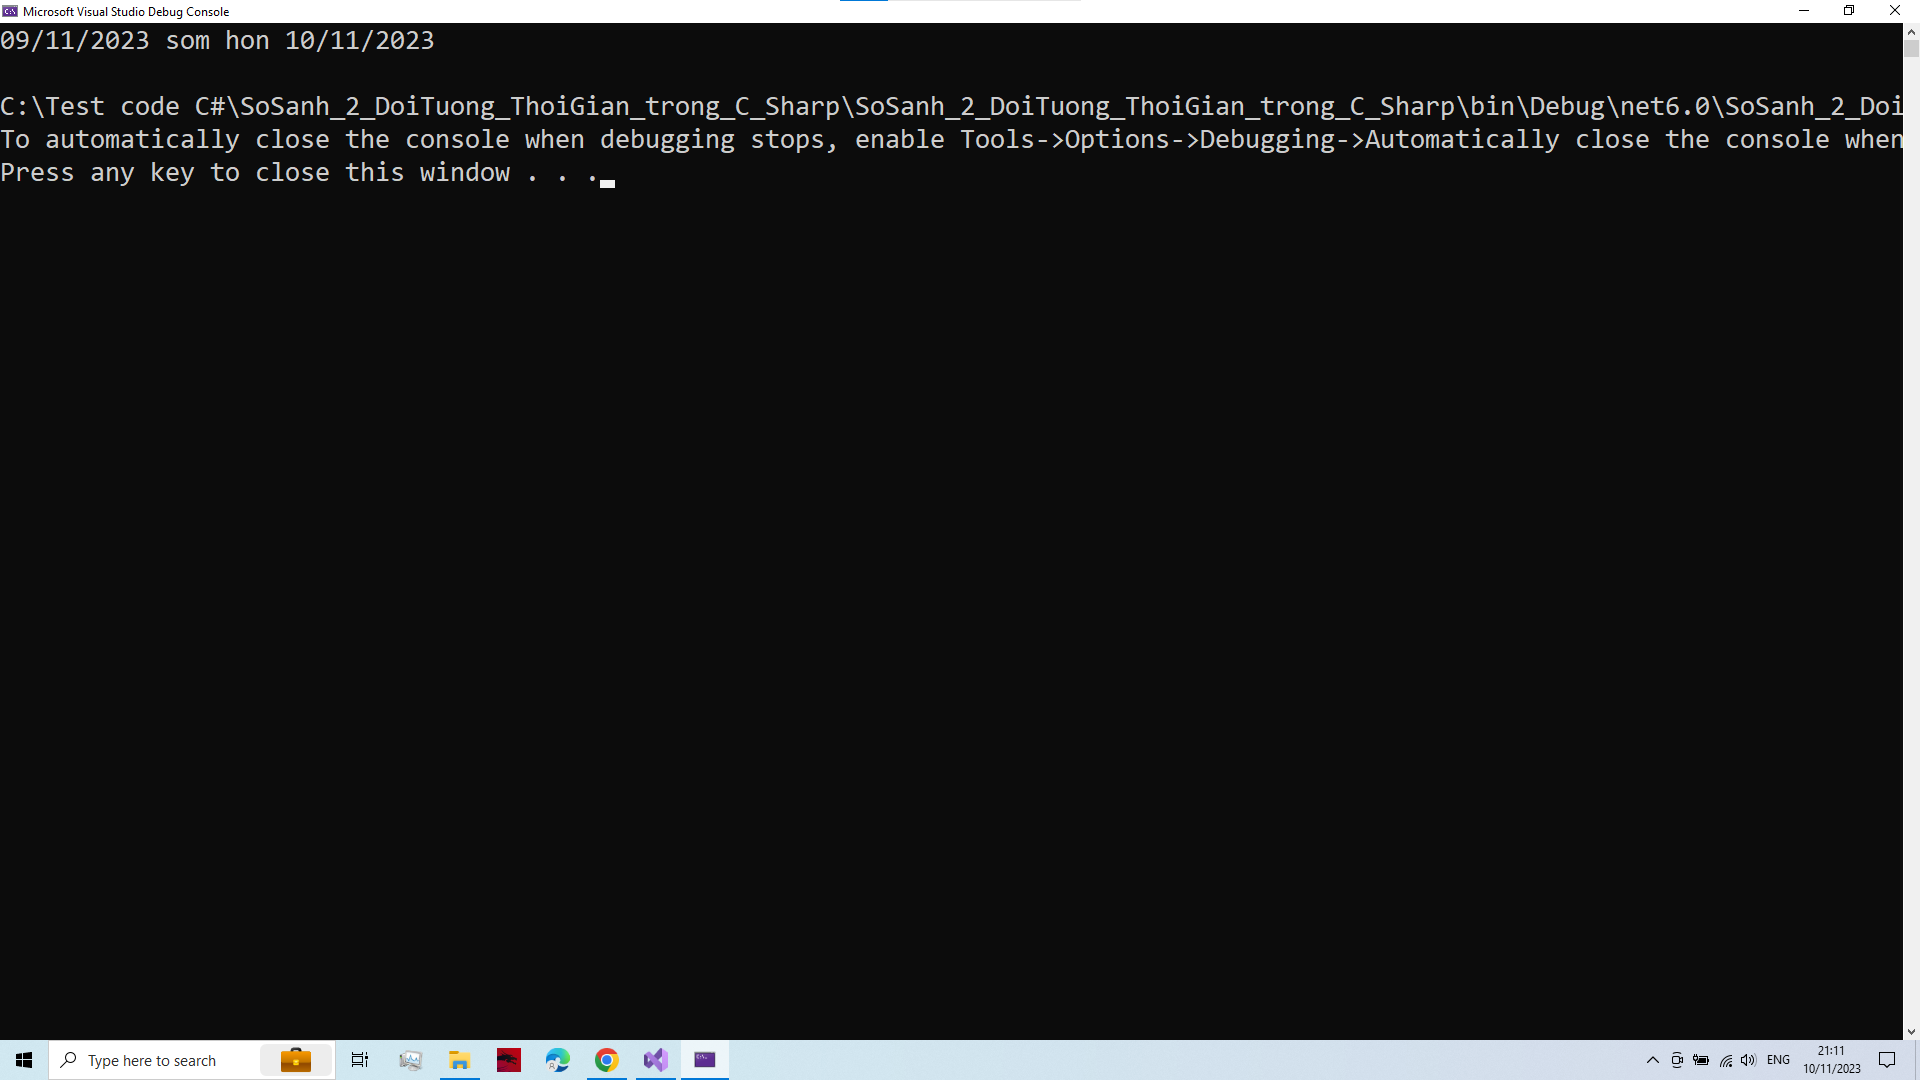 Microsoft Visual Studio Debug Console
09/11/2023 som hon 10/11/2023
C:\Test code C#\SoSanh_2_DoiTuong_ThoiGian_trong_C_Sharp\SoSanh_2_DoiTuong_ThoiGian_trong_C_Sharp\bin\Debug\net6.0\SoSanh_2_Doi
To automatically close the console when debugging stops, enable Tools->Options->Debugging->Automatically close the console when
Press any key to close this window . . .
Type here to search
ENG
21:11
10/11/2023